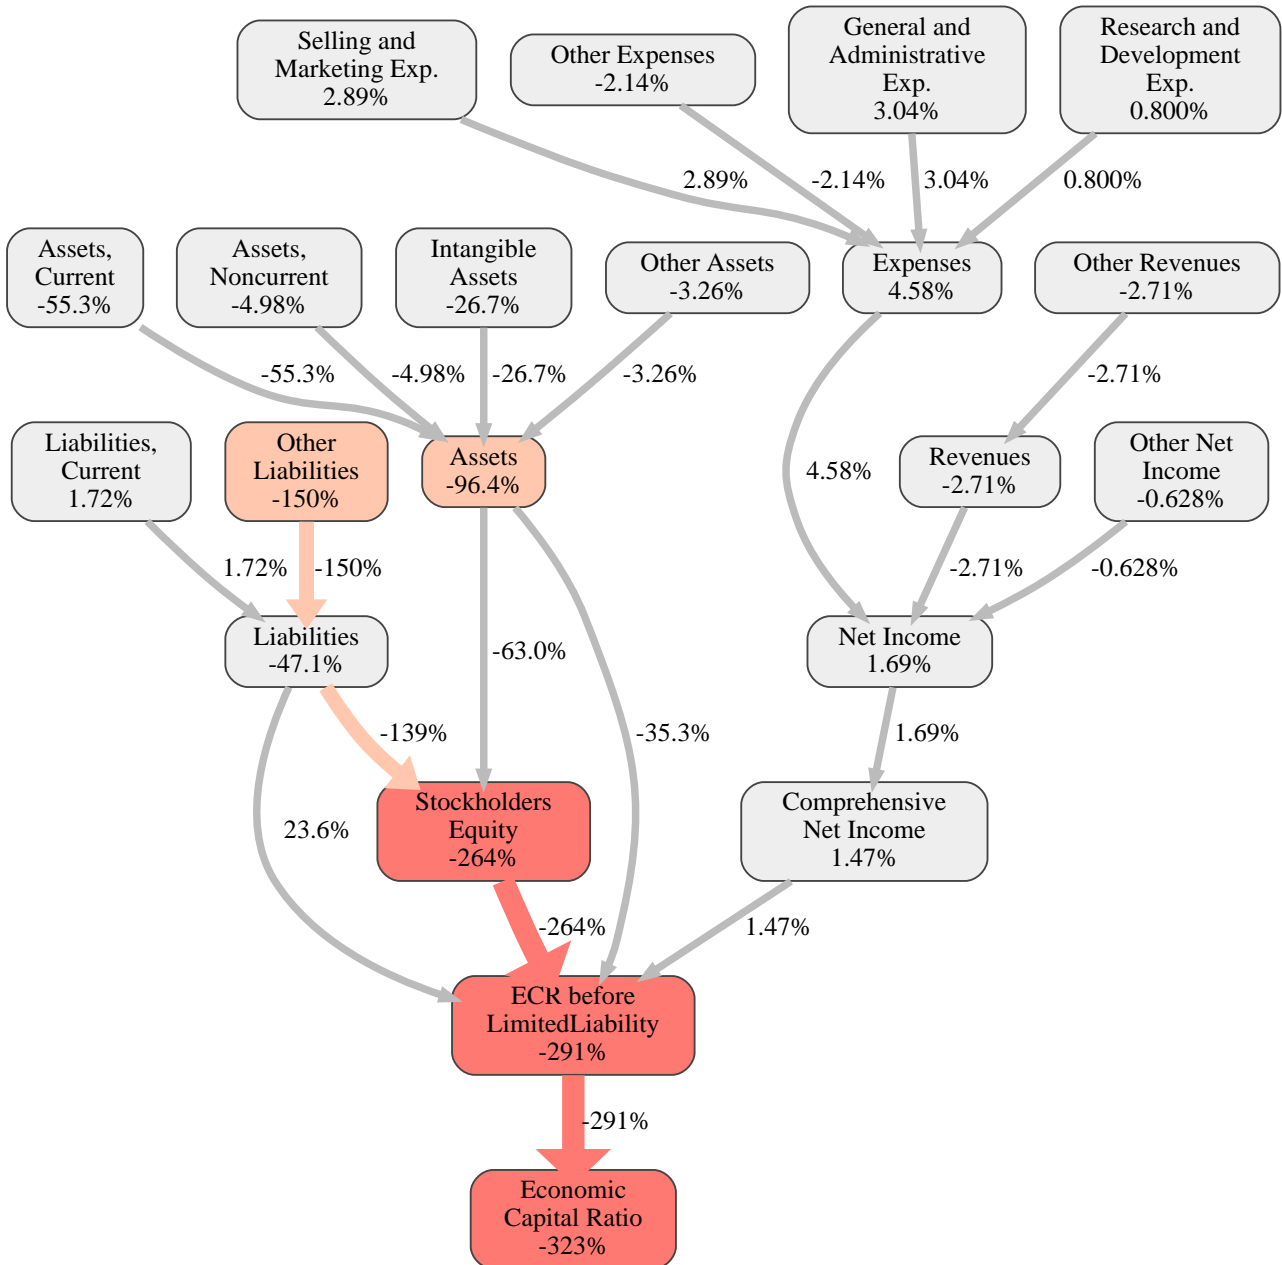 Selling and
Marketing Exp.
2.89%
Other Expenses
-2.14%
General and
Administrative
Exp.
3.04%
Research and
Development
Exp.
0.800%
2.89%
-2.14%
3.04%
0.800%
Assets,
Current
-55.3%
Assets,
Noncurrent
-4.98%
Intangible
Assets
-26.7%
Other Assets
-3.26%
Expenses
4.58%
Other Revenues
-2.71%
-55.3%
-4.98%
-26.7%
-3.26%
-2.71%
Liabilities,
Current
1.72%
Other
Liabilities
-150%
Assets
-96.4%
4.58%
Revenues
-2.71%
Other Net
Income
-0.628%
1.72%
-150%
-2.71%
-0.628%
Liabilities
-47.1%
-63.0%
Net Income
1.69%
-139%
-35.3%
1.69%
23.6%
Stockholders
Equity
-264%
Comprehensive
Net Income
1.47%
-264%
1.47%
ECR before
LimitedLiability
-291%
-291%
Economic
Capital Ratio
-323%